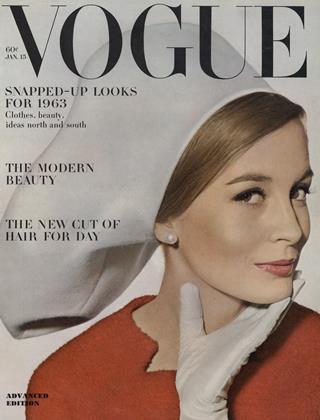 VOGUE
60¢
JAN. 15
SNAPPED-UP LOOKS
FOR 1963
Clothes, beauty,
ideas north and south
THE MODERN
BEAUTY
THE NEW CUT OF
HAIR FOR DAY
ADVANCED
EDITION